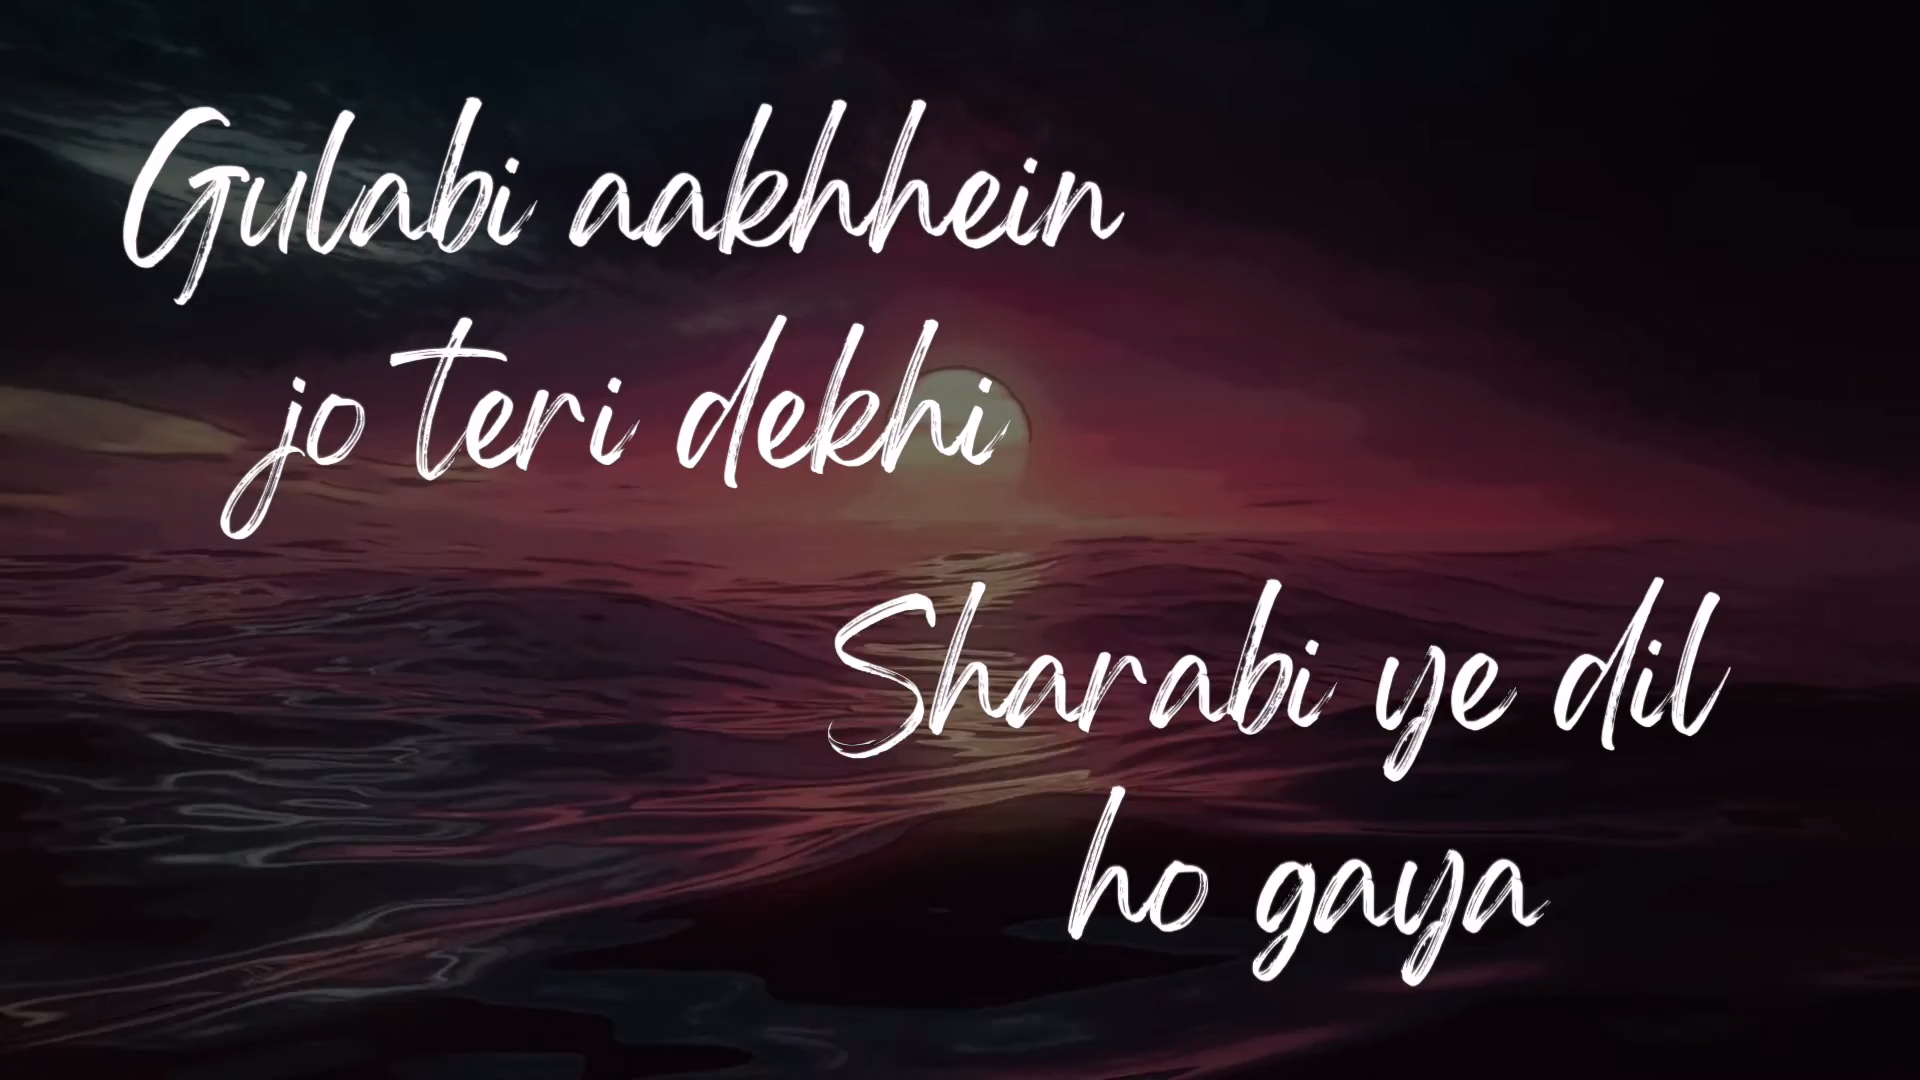 Gulabi aakhhein
jo teri dekhi
Sharabi ye dil
ho gaya